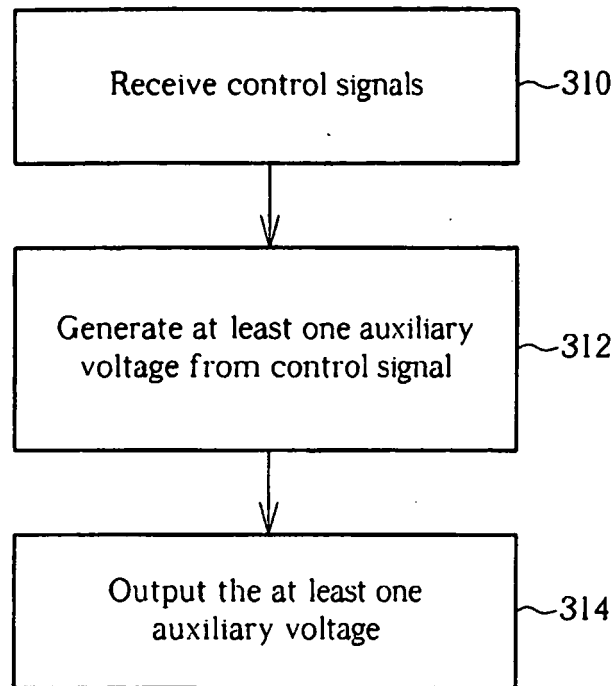 Receive control signals
310
Generate at least one auxiliary
voltage from control signal
312
Output the at least one
auxiliary voltage
314